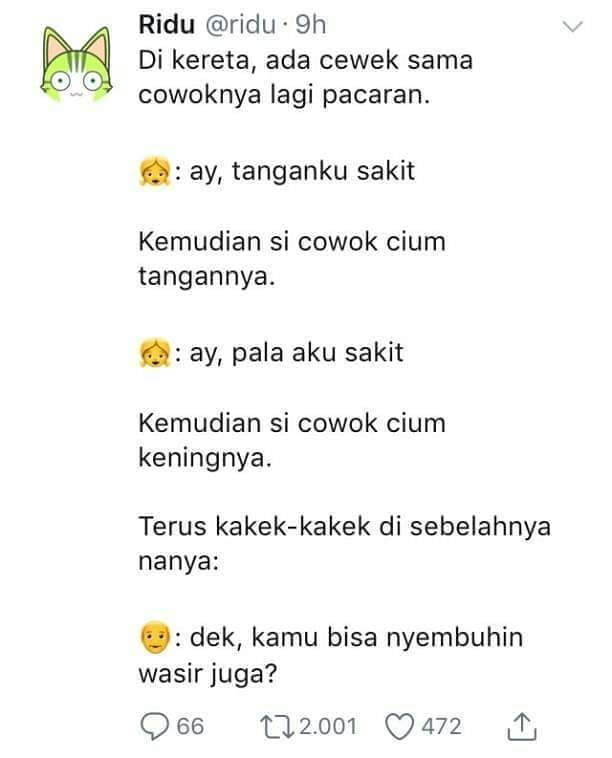 Ridu @ridu · 9h
Di kereta, ada cewek sama
cowoknya lagi pacaran.
👧: ay, tanganku sakit
Kemudian si cowok cium
tangannya.
👧: ay, pala aku sakit
Kemudian si cowok cium
keningnya.
Terus kakek-kakek di sebelahnya
nanya:
👴: dek, kamu bisa nyembuhin
wasir juga?
66 2.001 472